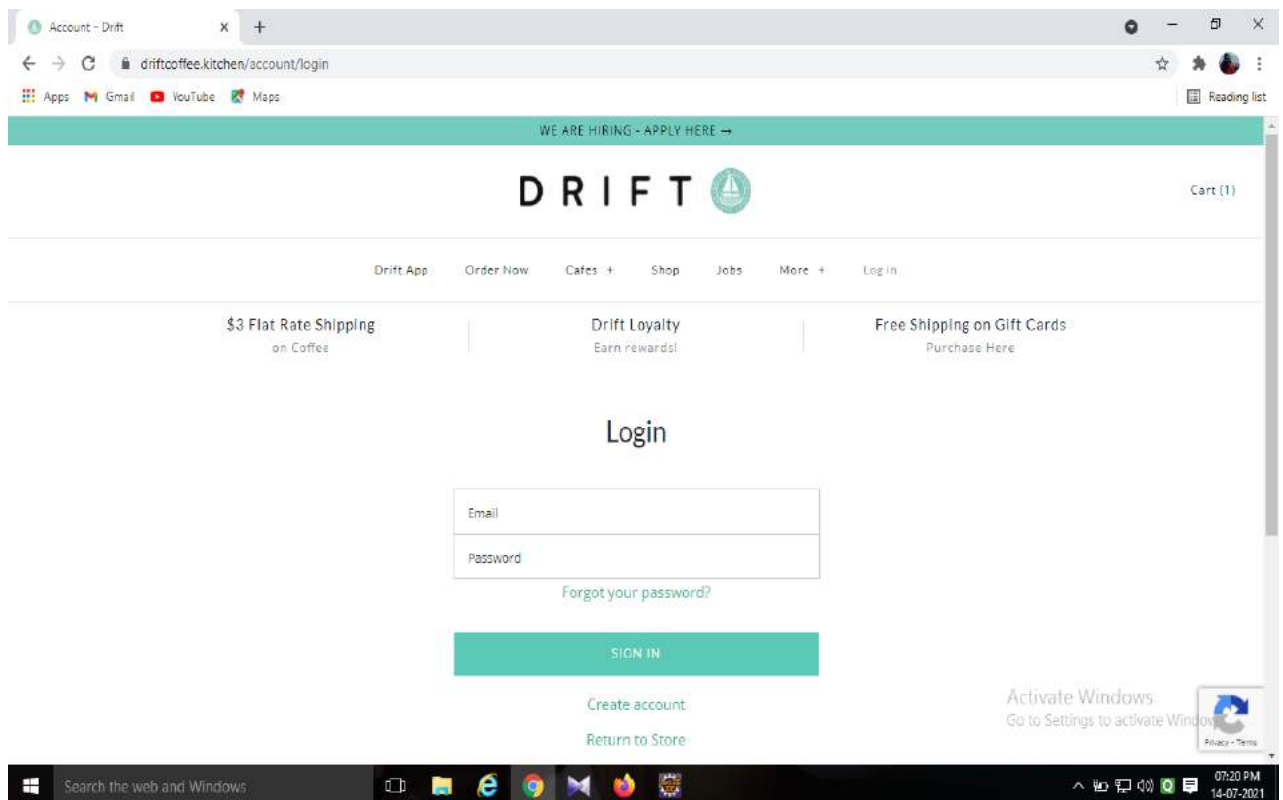 Account – Drift
driftcoffee.kitchen/account/login
Apps Gmail YouTube Maps Reading list
WE ARE HIRING - APPLY HERE →
DRIFT
Cart (1)
Drift App Order Now Cafes + Shop Jobs More + Log in
$3 Flat Rate Shipping Drift Loyalty Free Shipping on Gift Cards
on Coffee Earn rewards! Purchase Here
Login
Email
Password
Forgot your password?
SIGN IN
Create account
Return to Store
Activate Windows
Go to Settings to activate Window
Privacy - Terms
Search the web and Windows
07:20 PM
14-07-2021